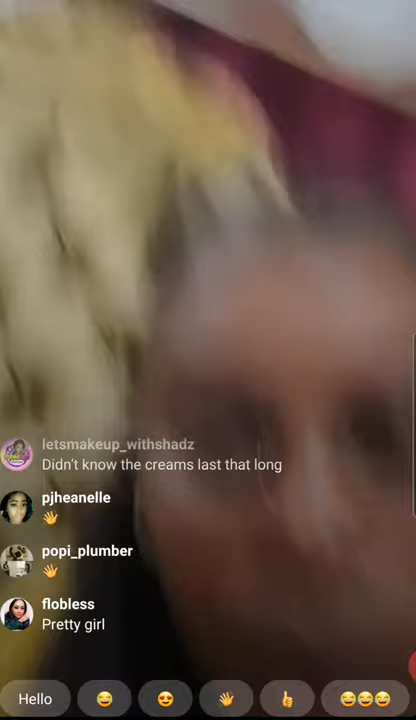 letsmakeup_withshadz
Didn't know the creams last that long
pjheanelle
👋
popi_plumber
👋
flobless
Pretty girl
Hello 😂 😍 👋 👍 😂😂😂